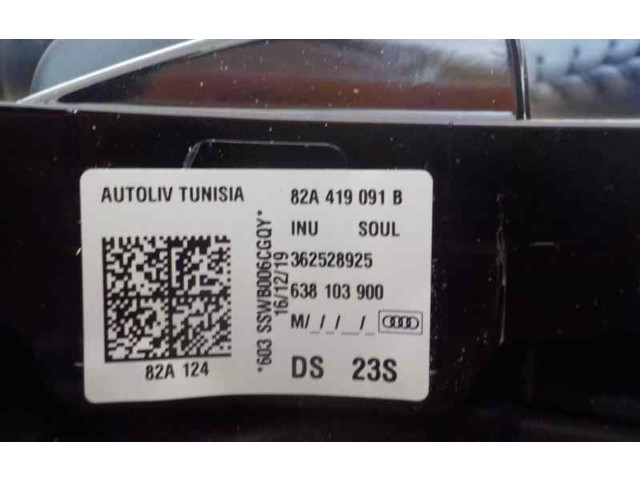 AUTOLIV TUNISIA
82A 419 091 B
INU SOUL
362528925
638 103 900
M/_/_/_/_
DS 23S
*603 SSWB006CGQY*
16/12/19
82A 124